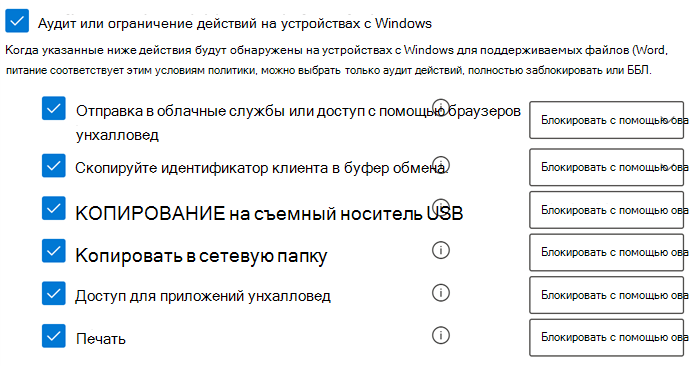 Аудит или ограничение действий на устройствах с Windows
Когда указанные ниже действия будут обнаружены на устройствах с Windows для поддерживаемых файлов (Word,
питание соответствует этим условиям политики, можно выбрать только аудит действий, полностью заблокировать или ББЛ.
Отправка в облачные службы или доступ с помощью браузеров
унхалловед
Блокировать с помощью ова
Скопируйте идентификатор клиента в буфер обмена.
Блокировать с помощью ова
КОПИРОВАНИЕ на съемный носитель USB
Блокировать с помощью ова
Копировать в сетевую папку
Блокировать с помощью ова
Доступ для приложений унхалловед
Блокировать с помощью ова
Печать
Блокировать с помощью ова